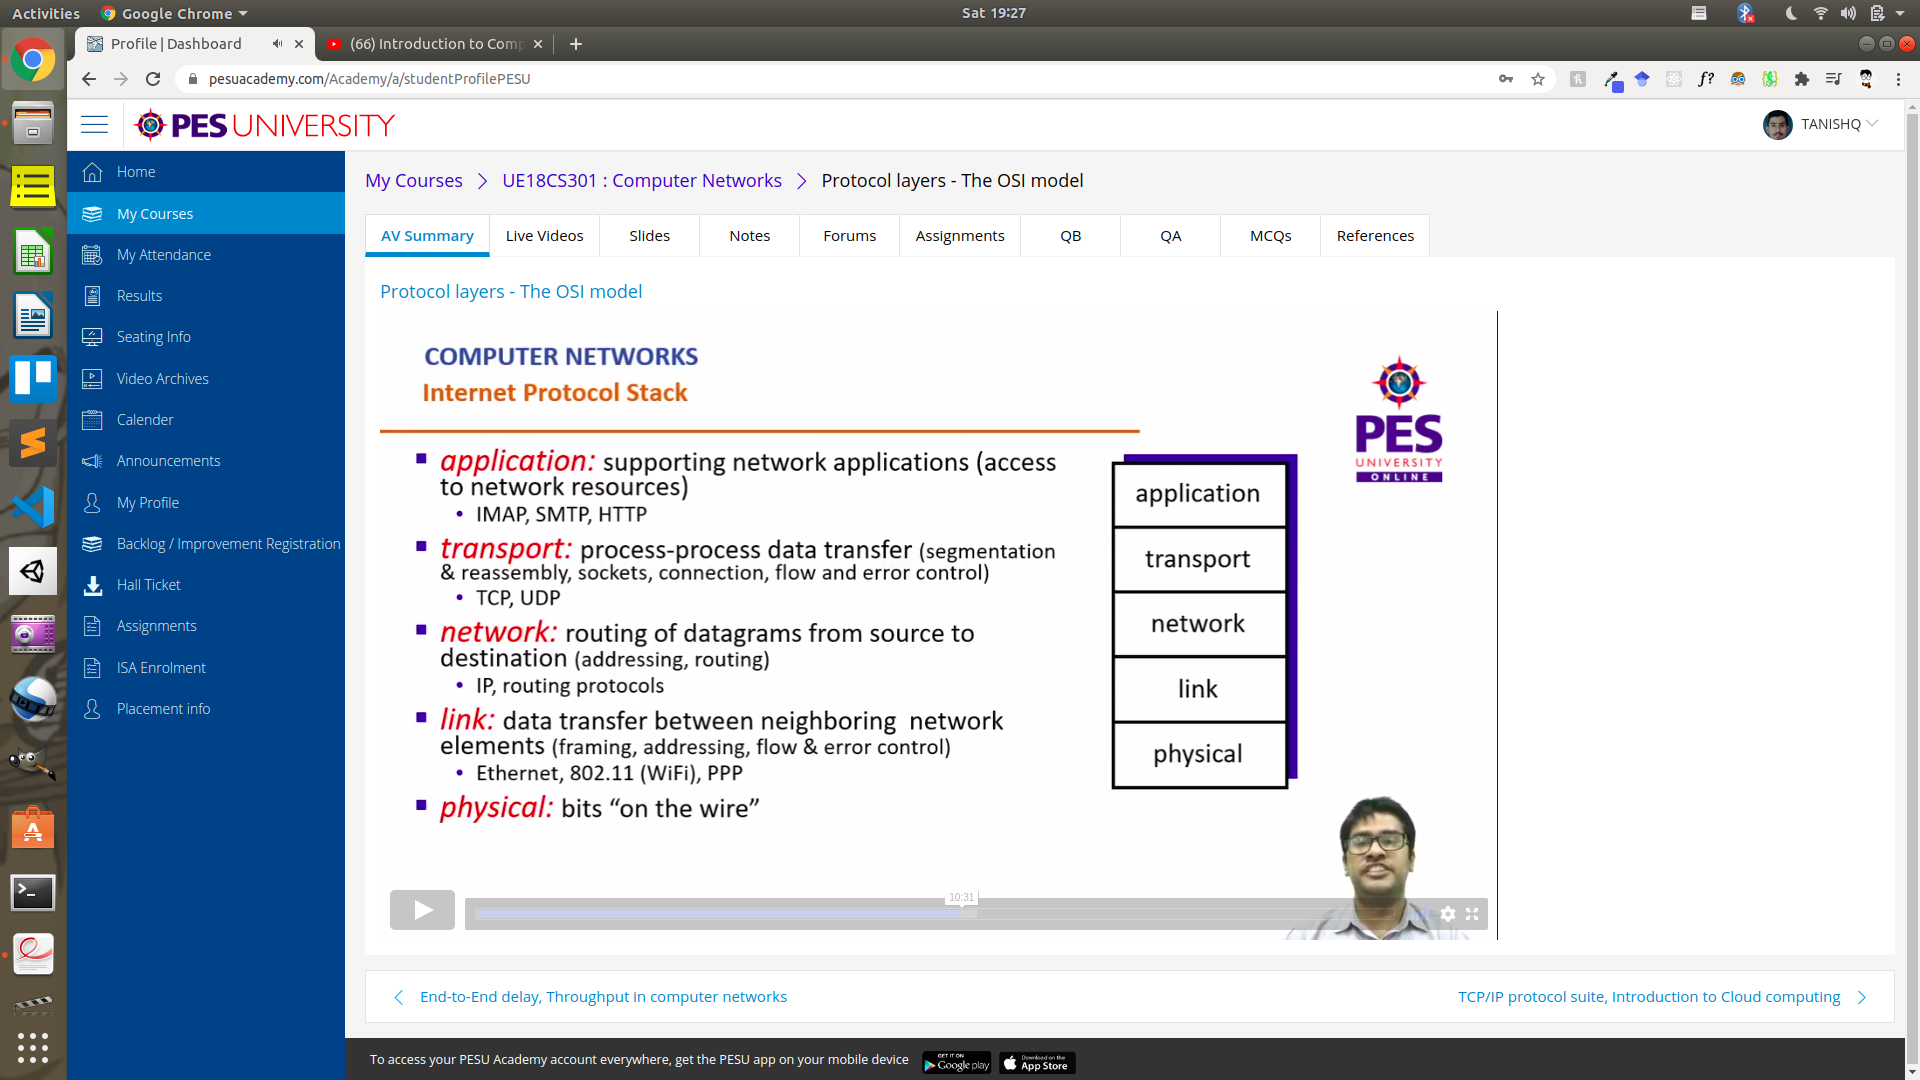 Activities
Google Chrome
Sat 19:27
Profile | Dashboard
(66) Introduction to Comp
pesuacademy.com/Academy/a/studentProfilePESU
f?
PES UNIVERSITY
TANISHQ
Home
My Courses
My Attendance
Results
Seating Info
Video Archives
Calender
Announcements
My Profile
Backlog / Improvement Registration
Hall Ticket
Assignments
ISA Enrolment
Placement info
My Courses
UE18CS301 : Computer Networks
Protocol layers - The OSI model
AV Summary
Live Videos
Slides
Notes
Forums
Assignments
QB
QA
MCQs
References
Protocol layers - The OSI model
COMPUTER NETWORKS
Internet Protocol Stack
PES
UNIVERSITY
ONLINE
application: supporting network applications (access
to network resources)
• IMAP, SMTP, HTTP
transport: process-process data transfer (segmentation
& reassembly, sockets, connection, flow and error control)
• TCP, UDP
network: routing of datagrams from source to
destination (addressing, routing)
• IP, routing protocols
link: data transfer between neighboring network
elements (framing, addressing, flow & error control)
• Ethernet, 802.11 (WiFi), PPP
physical: bits “on the wire”
application
transport
network
link
physical
10:31
End-to-End delay, Throughput in computer networks
TCP/IP protocol suite, Introduction to Cloud computing
To access your PESU Academy account everywhere, get the PESU app on your mobile device
GET IT ON
Google play
Download on the
App Store